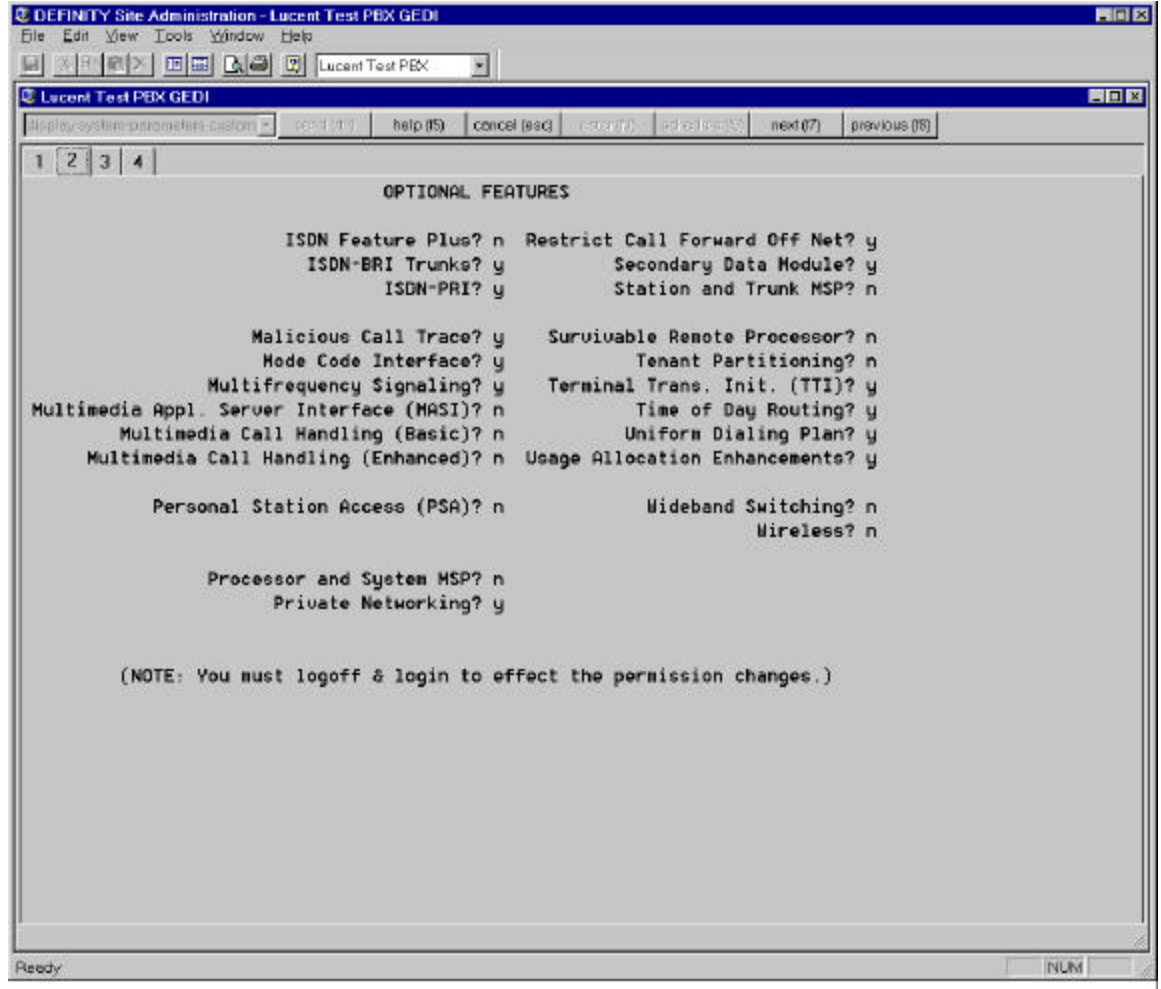 DEFINITY Site Administration - Lucent Test PBX GEDI
File Edit View Tools Window Help
Lucent Test PBX
Lucent Test PBX GEDI
display system-parameters custom help (f5) cancel (esc) next (f7) previous (f8)
1 2 3 4
OPTIONAL FEATURES
ISDN Feature Plus? n Restrict Call Forward Off Net? y
ISDN-BRI Trunks? y Secondary Data Module? y
ISDN-PRI? y Station and Trunk MSP? n
Malicious Call Trace? y Survivable Remote Processor? n
Mode Code Interface? y Tenant Partitioning? n
Multifrequency Signaling? y Terminal Trans. Init. (TTI)? y
Multimedia Appl. Server Interface (MASI)? n Time of Day Routing? y
Multimedia Call Handling (Basic)? n Uniform Dialing Plan? y
Multimedia Call Handling (Enhanced)? n Usage Allocation Enhancements? y
Personal Station Access (PSA)? n Wideband Switching? n
Wireless? n
Processor and System MSP? n
Private Networking? y
(NOTE: You must logoff & login to effect the permission changes.)
Ready NUM